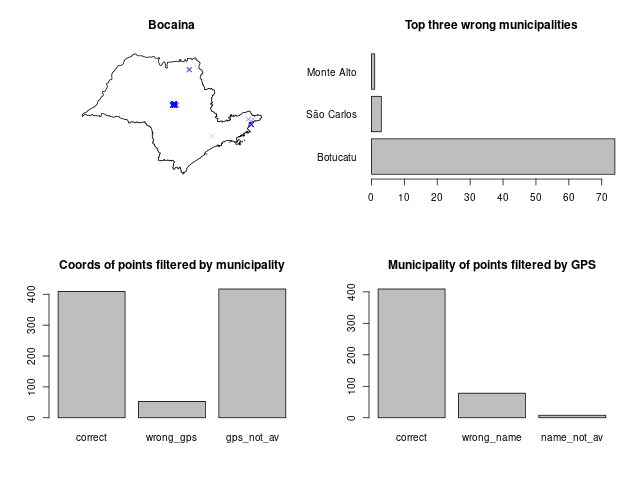 Bocaina
Top three wrong municipalities
Monte Alto
São Carlos
Botucatu
0 10 20 30 40 50 60 70
Coords of points filtered by municipality
400
300
200
100
0
correct wrong_gps gps_not_av
Municipality of points filtered by GPS
400
300
200
100
0
correct wrong_name name_not_av